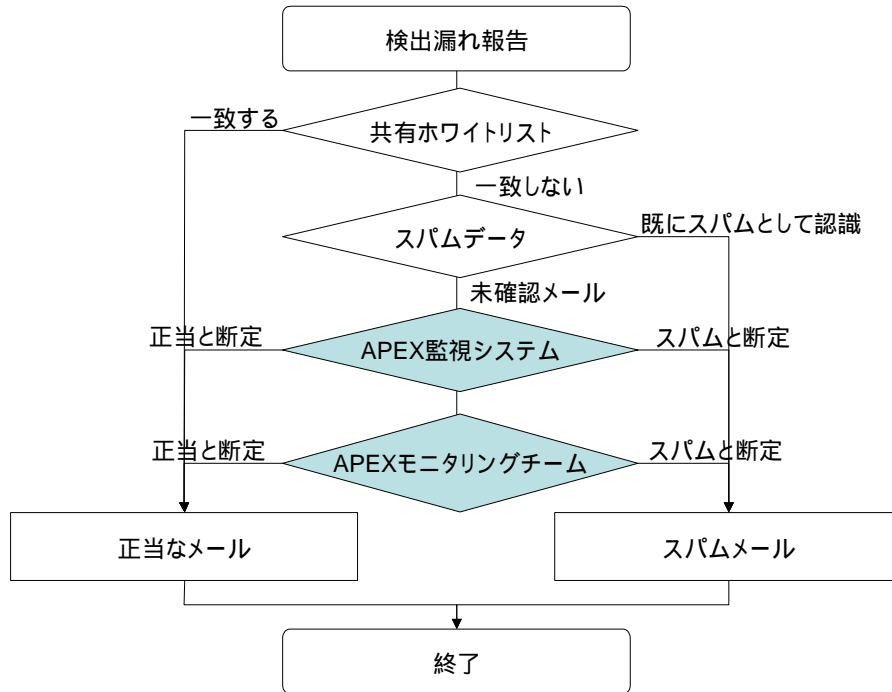 検出漏れ報告
一致する
共有ホワイトリスト
一致しない
既にスパムとして認識
スパムデータ
未確認メール
正当と断定
APEX監視システム
スパムと断定
正当と断定
APEXモニタリングチーム
スパムと断定
正当なメール
スパムメール
終了